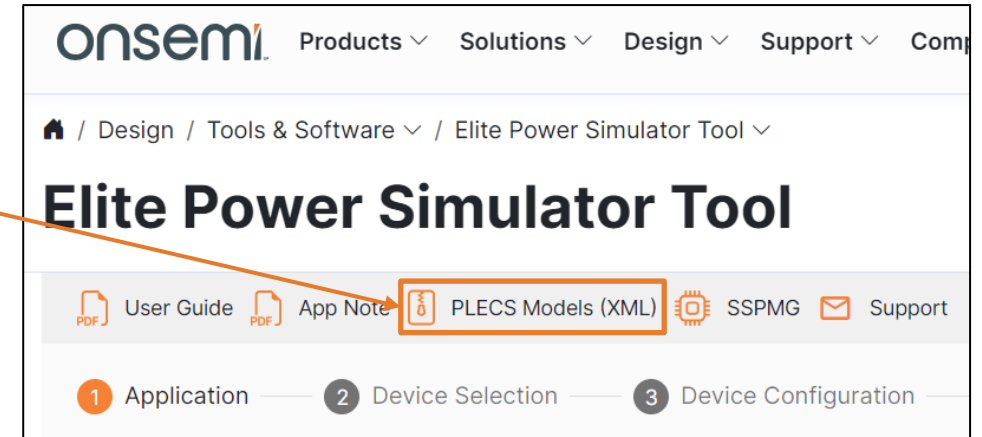 onsemi Products Solutions Design Support Comp
/ Design / Tools & Software / Elite Power Simulator Tool
Elite Power Simulator Tool
PDF User Guide PDF App Note PLECS Models (XML) SSPMG Support
1 Application 2 Device Selection 3 Device Configuration